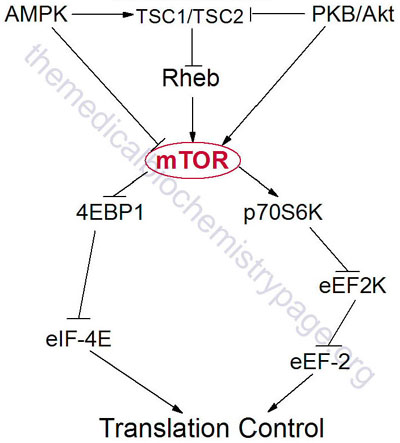 AMPK TSC1/TSC2 PKB/Akt
Rheb
mTOR
4EBP1 p70S6K
eEF2K
eIF-4E
eEF-2
Translation Control
themedicalbiochemistrypage.org